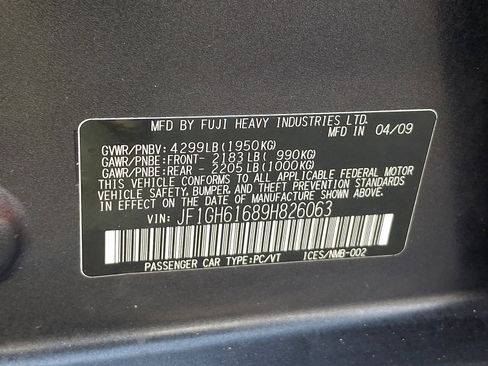 MFD BY FUJI HEAVY INDUSTRIES LTD.
MFD IN 04/09
GVWR/PNBV: 4299LB(1950KG)
GAWR/PNBE:FRONT- 2183LB( 990KG)
GAWR/PNBE:REAR - 2205LB(1000KG)
THIS VEHICLE CONFORMS TO ALL APPLICABLE FEDERAL MOTOR
VEHICLE SAFETY, BUMPER, AND THEFT PREVENTION STANDARDS
IN EFFECT ON THE DATE OF MANUFACTURE SHOWN ABOVE.
VIN: JF1GH61689H826063
PASSENGER CAR TYPE:PC/VT ICES/NMB-002